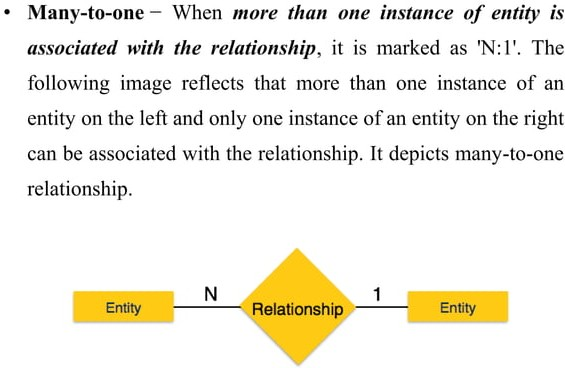 • Many-to-one − When more than one instance of entity is
associated with the relationship, it is marked as 'N:1'. The
following image reflects that more than one instance of an
entity on the left and only one instance of an entity on the right
can be associated with the relationship. It depicts many-to-one
relationship.
N 1
Entity Relationship Entity